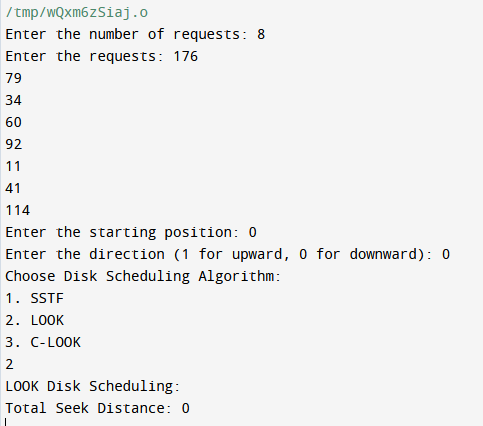 /tmp/wQxm6zSiaj.o
Enter the number of requests: 8
Enter the requests: 176
79
34
60
92
11
41
114
Enter the starting position: 0
Enter the direction (1 for upward, 0 for downward): 0
Choose Disk Scheduling Algorithm:
1. SSTF
2. LOOK
3. C-LOOK
2
LOOK Disk Scheduling:
Total Seek Distance: 0